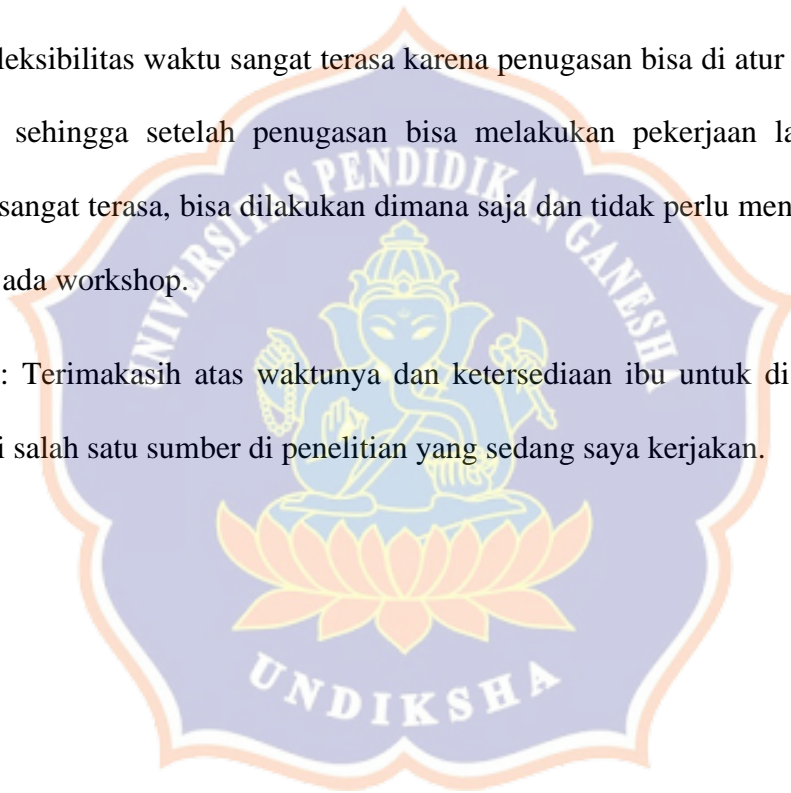 leksibilitas waktu sangat terasa karena penugasan bisa di atur
sehingga setelah penugasan bisa melakukan pekerjaan la
sangat terasa, bisa dilakukan dimana saja dan tidak perlu men
ada workshop.
: Terimakasih atas waktunya dan ketersediaan ibu untuk di
i salah satu sumber di penelitian yang sedang saya kerjakan.
UNIVERSITAS PENDIDIKAN GANESHA
UNDIKSHA